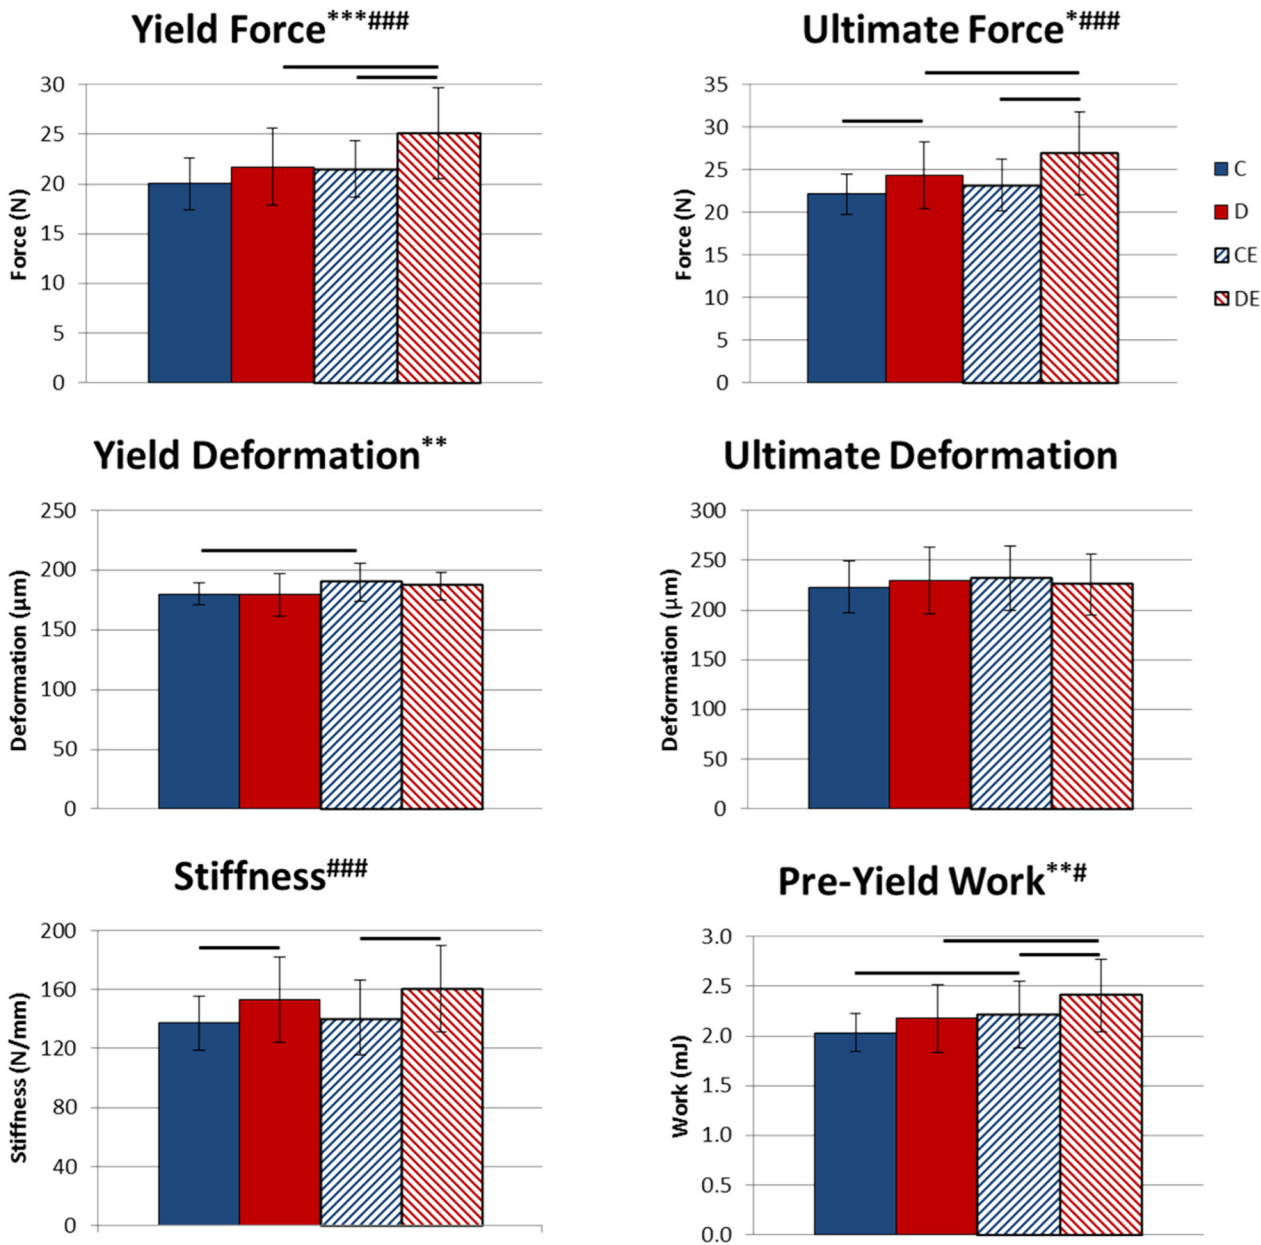 Yield Force***###
30
25
20
15
10
5
0
Force (N)
Ultimate Force*###
35
30
25
20
15
10
5
0
Force (N)
C
D
CE
DE
Yield Deformation**
250
200
150
100
50
0
Deformation (µm)
Ultimate Deformation
300
250
200
150
100
50
0
Deformation (µm)
Stiffness###
200
160
120
80
40
0
Stiffness (N/mm)
Pre-Yield Work**#
3.0
2.5
2.0
1.5
1.0
0.5
0.0
Work (mJ)